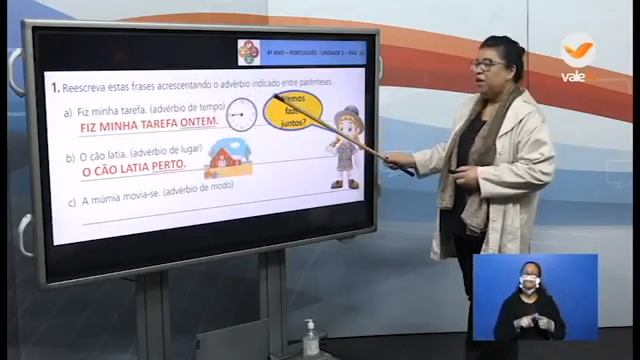 4º ANO - PORTUGUÊS - UNIDADE 5 - PÁG.
1. Reescreva estas frases acrescentando o advérbio indicado entre parênteses.
a) Fiz minha tarefa. (advérbio de tempo)
FIZ MINHA TAREFA ONTEM.
Vamos
fazer
juntos?
b) O cão latia. (advérbio de lugar)
O CÃO LATIA PERTO.
c) A múmia movia-se. (advérbio de modo)
vale